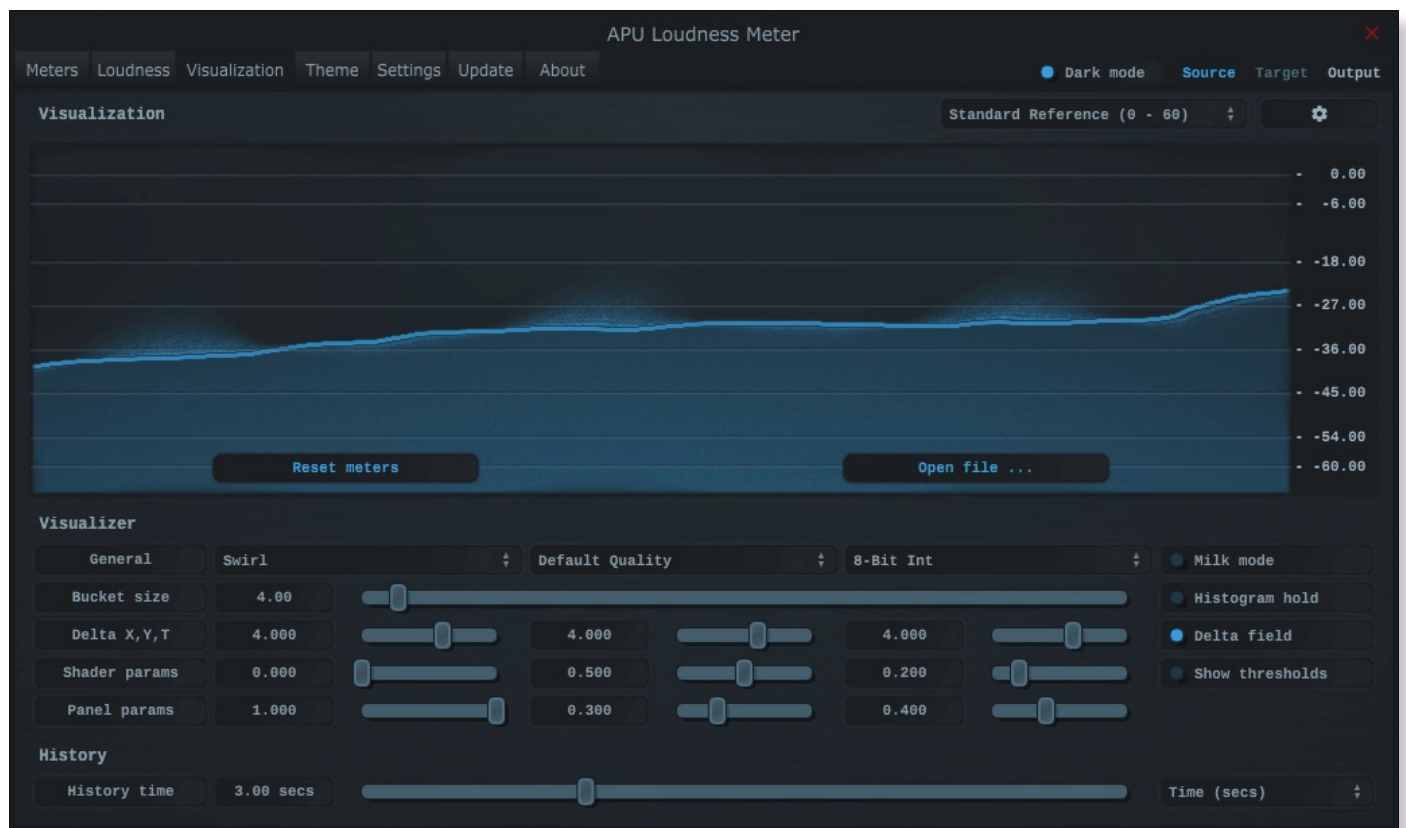 APU Loudness Meter
Meters Loudness Visualization Theme Settings Update About Dark mode Source Target Output
Visualization Standard Reference (0 - 60)
- 0.00
- -6.00
- -18.00
- -27.00
- -36.00
- -45.00
- -54.00
Reset meters Open file ... - -60.00
Visualizer
General Swirl Default Quality 8-Bit Int Milk mode
Bucket size 4.00 Histogram hold
Delta X,Y,T 4.000 4.000 4.000 Delta field
Shader params 0.000 0.500 0.200 Show thresholds
Panel params 1.000 0.300 0.400
History
History time 3.00 secs Time (secs)